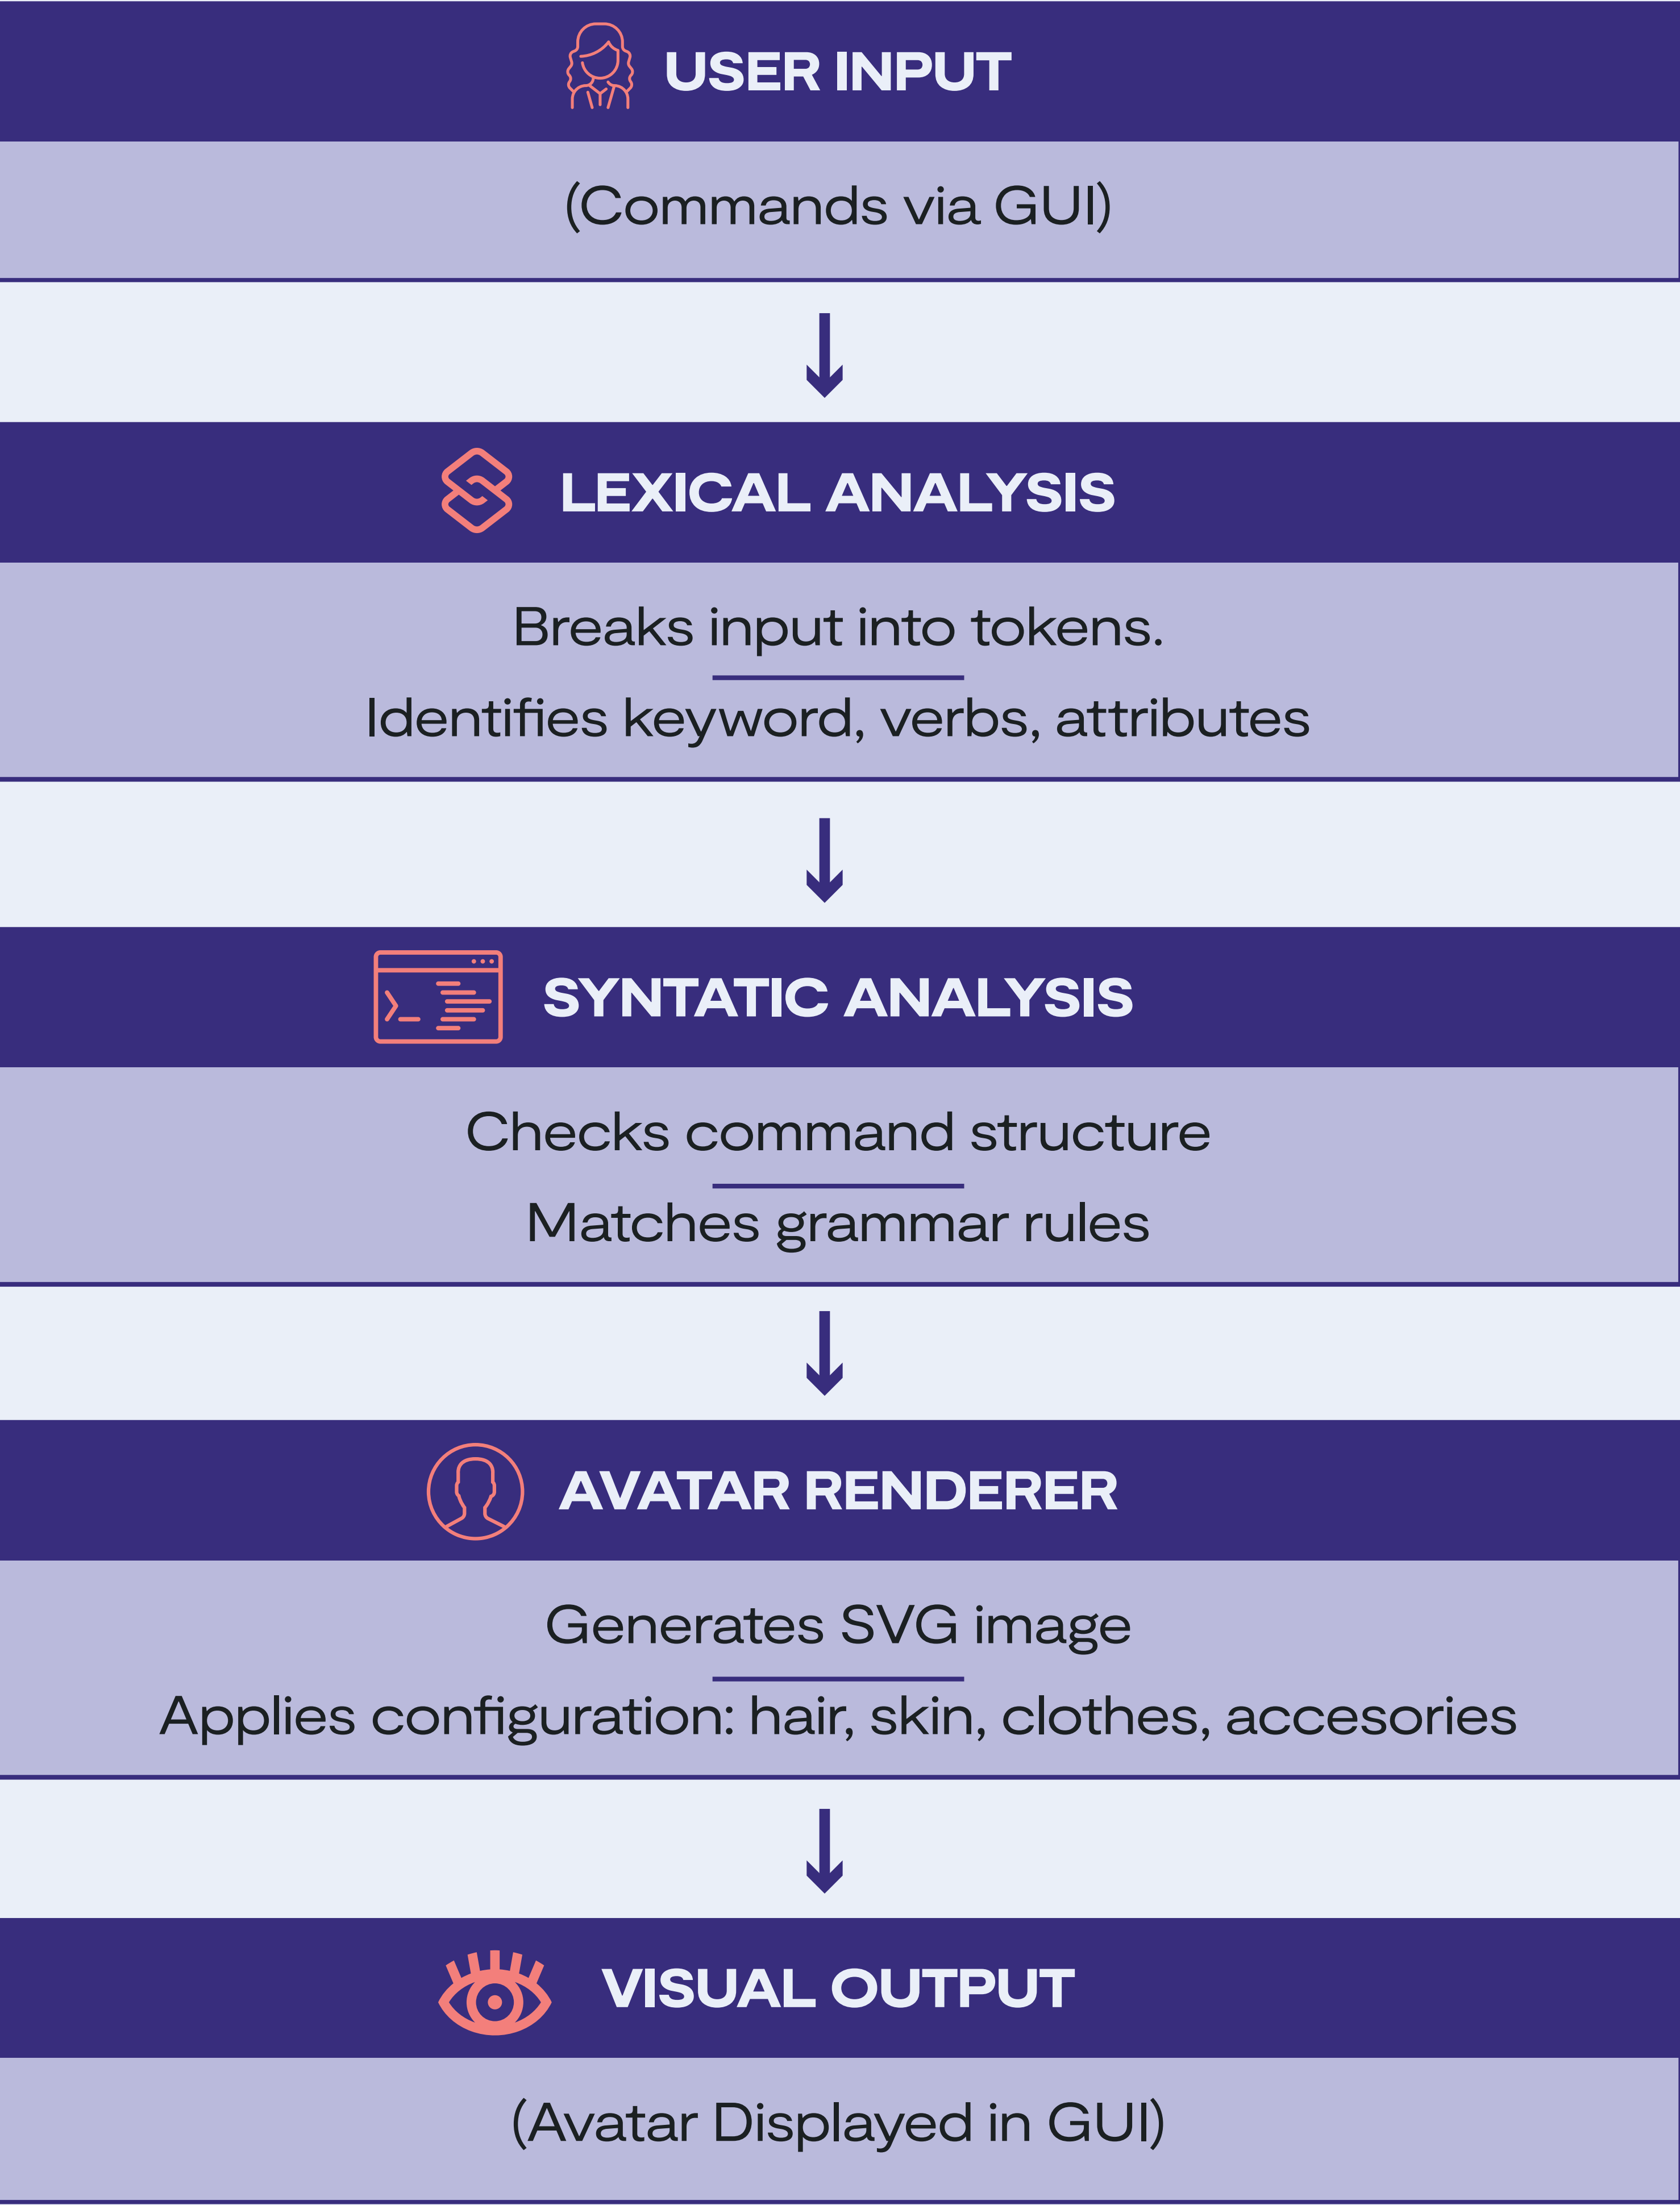 USER INPUT
(Commands via GUI)
LEXICAL ANALYSIS
Breaks input into tokens.
Identifies keyword, verbs, attributes
SYNTATIC ANALYSIS
Checks command structure
Matches grammar rules
AVATAR RENDERER
Generates SVG image
Applies configuration: hair, skin, clothes, accesories
VISUAL OUTPUT
(Avatar Displayed in GUI)